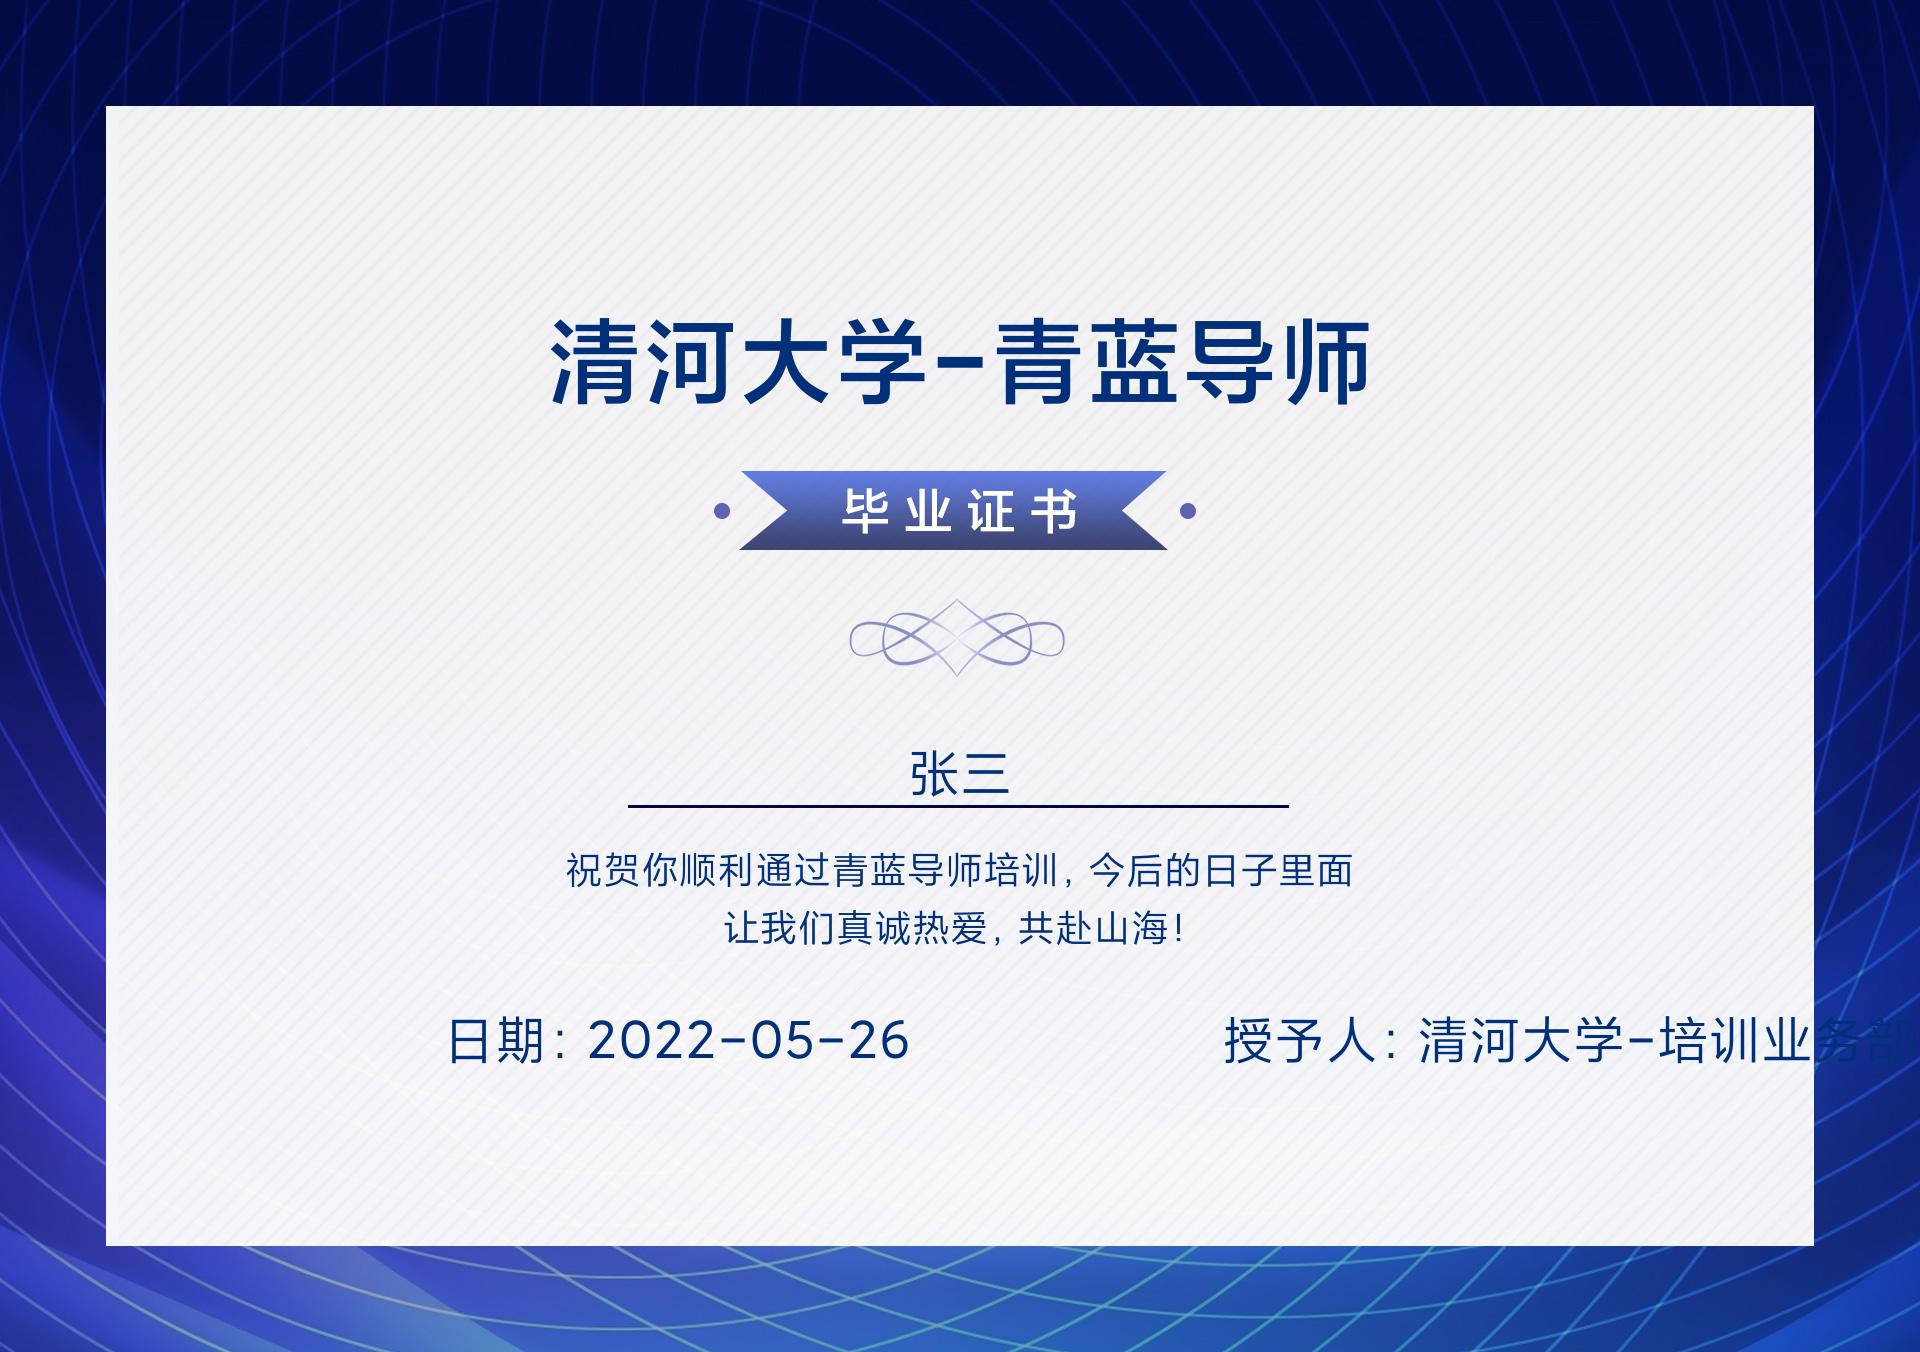 清河大学-青蓝导师
毕业证书
张三
祝贺你顺利通过青蓝导师培训, 今后的日子里面
让我们真诚热爱, 共赴山海!
日期: 2022-05-26
授予人: 清河大学-培训业务部